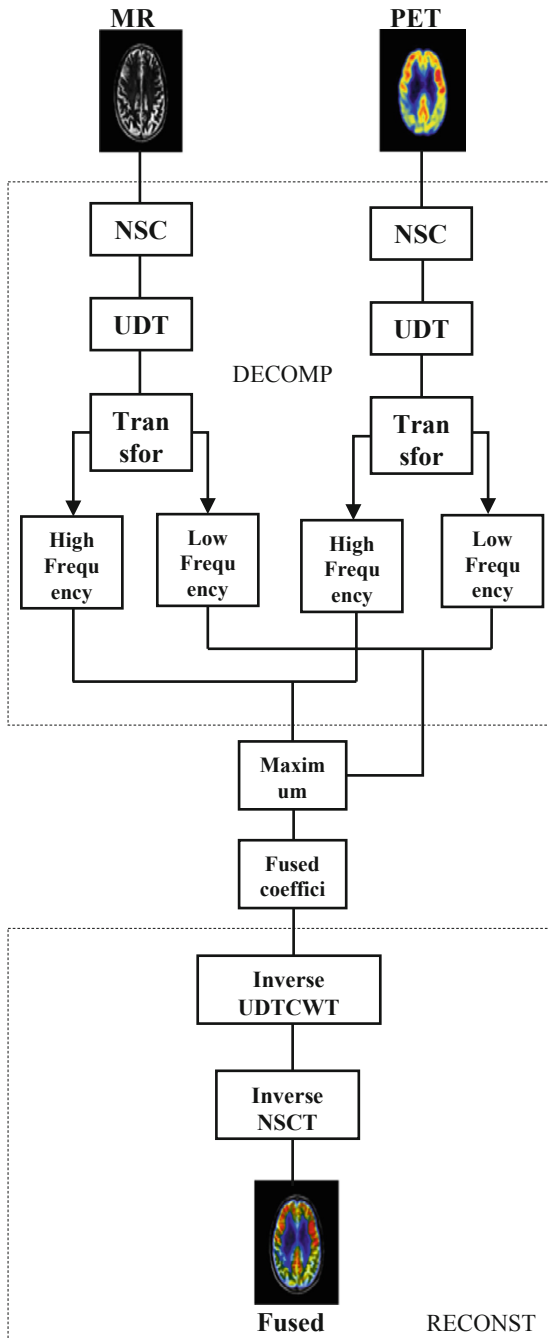 MR PET
NSC NSC
UDT UDT
DECOMP
Tran
sfor
Tran
sfor
High
Frequ
ency
Low
Frequ
ency
High
Frequ
ency
Low
Frequ
ency
Maxim
um
Fused
coeffici
Inverse
UDTCWT
Inverse
NSCT
Fused RECONST